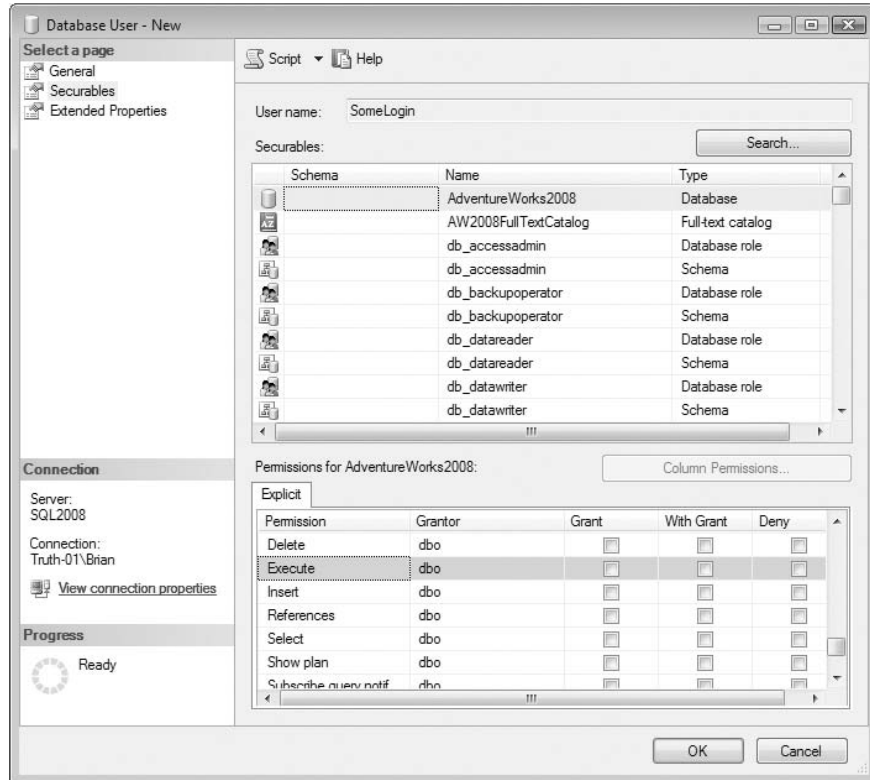 Database User - New
Select a page
General
Securables
Extended Properties
Script Help
User name: SomeLogin
Securables: Search...
Schema Name Type
AdventureWorks2008 Database
AW2008FullTextCatalog Full-text catalog
db_accessadmin Database role
db_accessadmin Schema
db_backupoperator Database role
db_backupoperator Schema
db_datareader Database role
db_datareader Schema
db_datawriter Database role
db_datawriter Schema
Connection
Server:
SQL2008
Connection:
Truth-01\Brian
View connection properties
Progress
Ready
Permissions for AdventureWorks2008: Column Permissions...
Explicit
Permission Grantor Grant With Grant Deny
Delete dbo
Execute dbo
Insert dbo
References dbo
Select dbo
Show plan dbo
Subscribe query notif dbo
OK Cancel